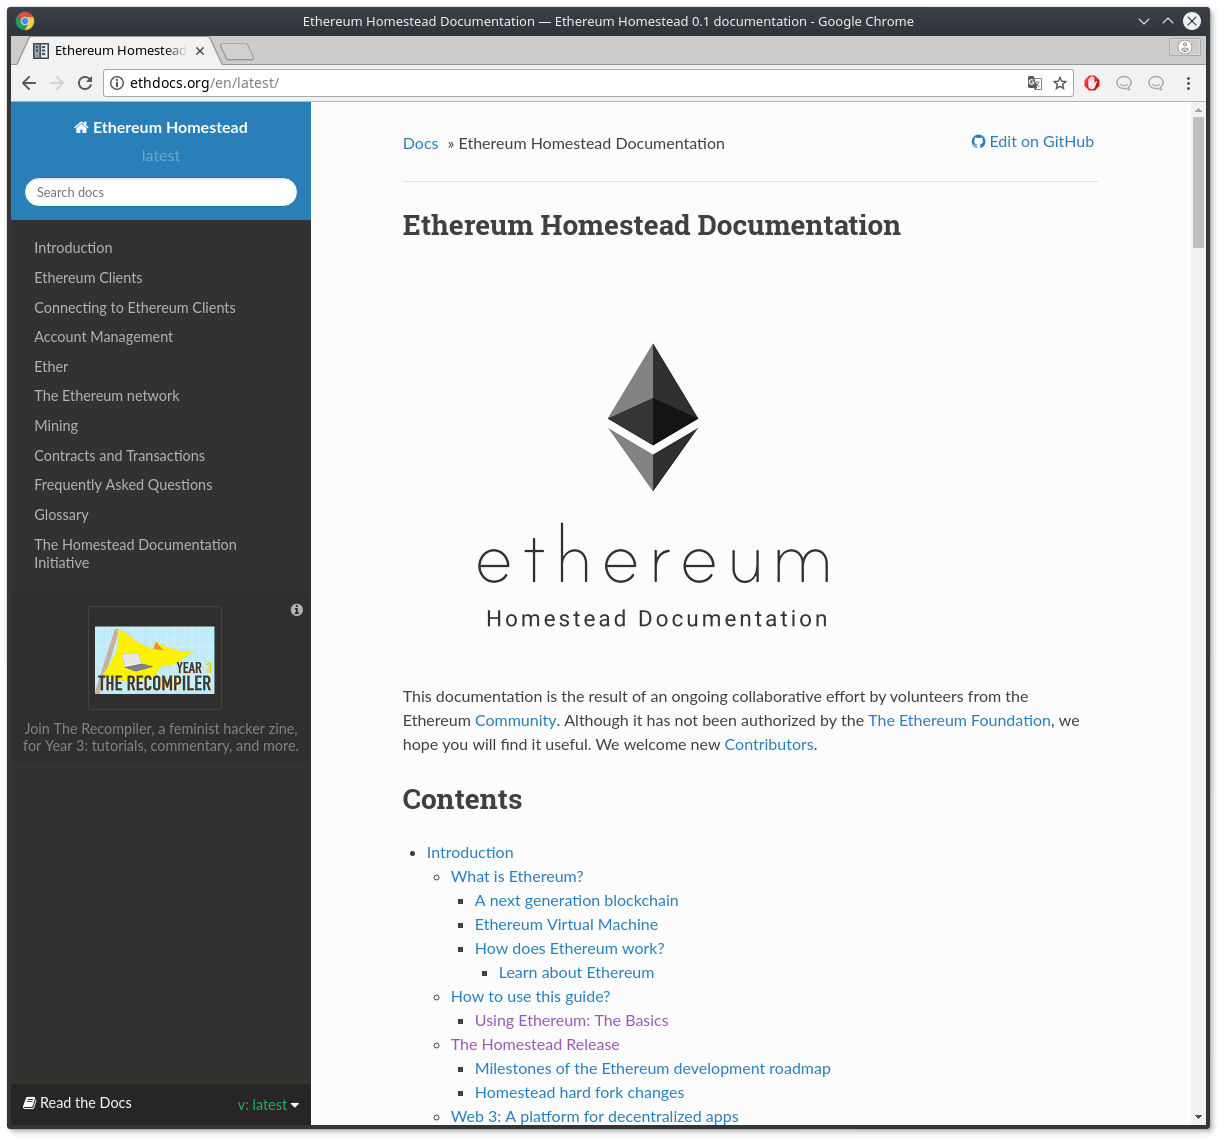 Ethereum Homestead Documentation — Ethereum Homestead 0.1 documentation - Google Chrome
Ethereum Homestead
ethdocs.org/en/latest/
Ethereum Homestead
latest
Search docs
Introduction
Ethereum Clients
Connecting to Ethereum Clients
Account Management
Ether
The Ethereum network
Mining
Contracts and Transactions
Frequently Asked Questions
Glossary
The Homestead Documentation
Initiative
YEAR 3
THE RECOMPILER
Join The Recompiler, a feminist hacker zine,
for Year 3: tutorials, commentary, and more.
Read the Docs
v: latest
Docs » Ethereum Homestead Documentation
Edit on GitHub
Ethereum Homestead Documentation
ethereum
Homestead Documentation
This documentation is the result of an ongoing collaborative effort by volunteers from the
Ethereum Community. Although it has not been authorized by the The Ethereum Foundation, we
hope you will find it useful. We welcome new Contributors.
Contents
• Introduction
◦ What is Ethereum?
▪ A next generation blockchain
▪ Ethereum Virtual Machine
▪ How does Ethereum work?
▪ Learn about Ethereum
◦ How to use this guide?
▪ Using Ethereum: The Basics
◦ The Homestead Release
▪ Milestones of the Ethereum development roadmap
▪ Homestead hard fork changes
◦ Web 3: A platform for decentralized apps